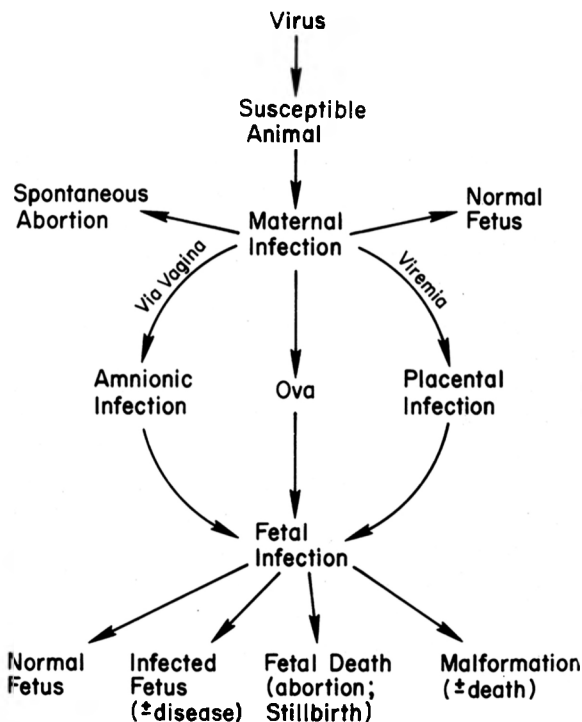 Virus
Susceptible
Animal
Spontaneous
Abortion
Maternal
Infection
Normal
Fetus
Via Vagina
Viremia
Amnionic
Infection
Ova
Placental
Infection
Fetal
Infection
Normal
Fetus
Infected
Fetus
(±disease)
Fetal Death
(abortion;
Stillbirth)
Malformation
(±death)